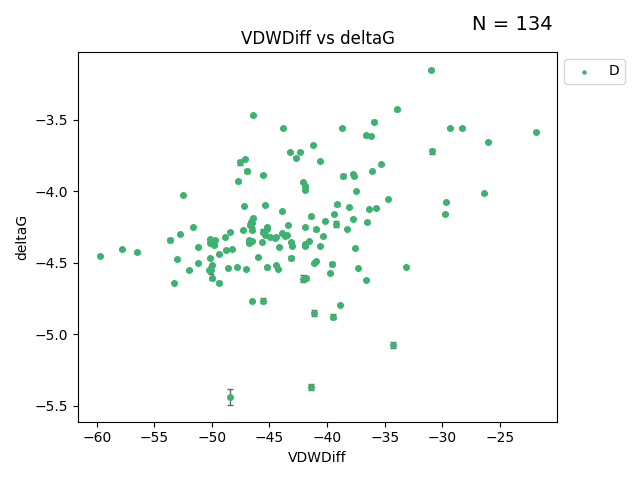 N = 134
VDWDiff vs deltaG
D
deltaG
−3.5
−4.0
−4.5
−5.0
−5.5
−60 −55 −50 −45 −40 −35 −30 −25
VDWDiff